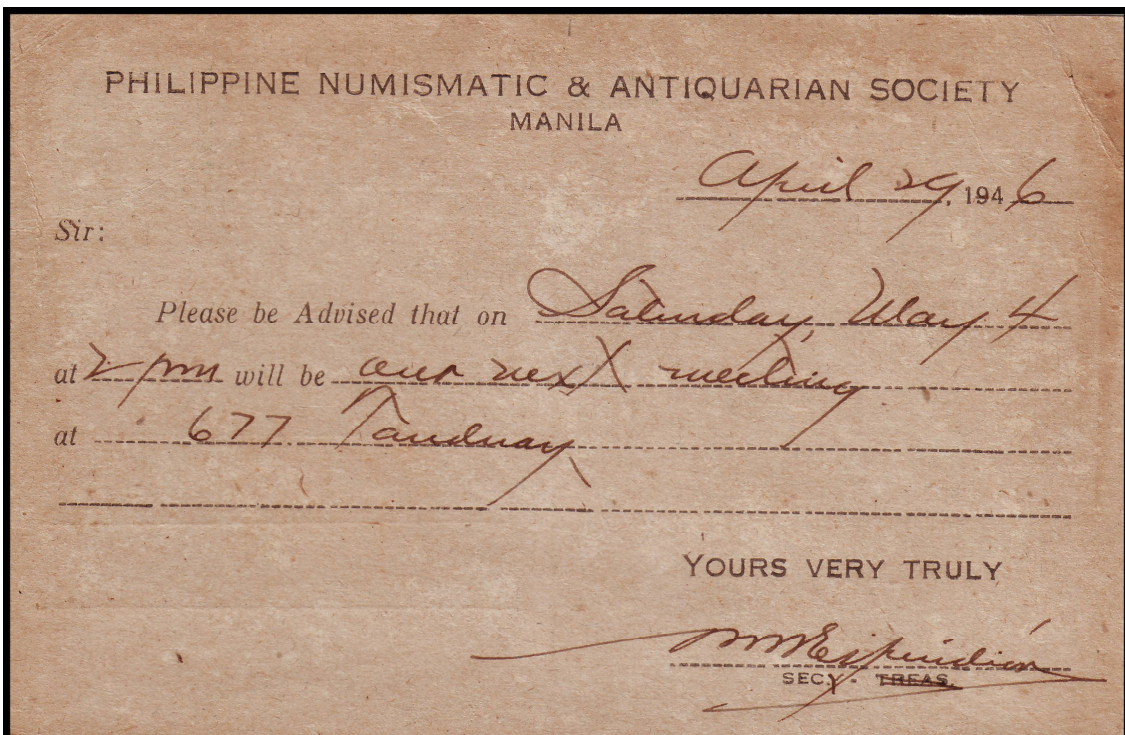 PHILIPPINE NUMISMATIC & ANTIQUARIAN SOCIETY
MANILA
April 29, 1946
Sir:
Please be Advised that on Saturday, May 4
at 2 pm will be our next meeting
at 677 Tanduay
YOURS VERY TRULY
SECY. - TREAS.